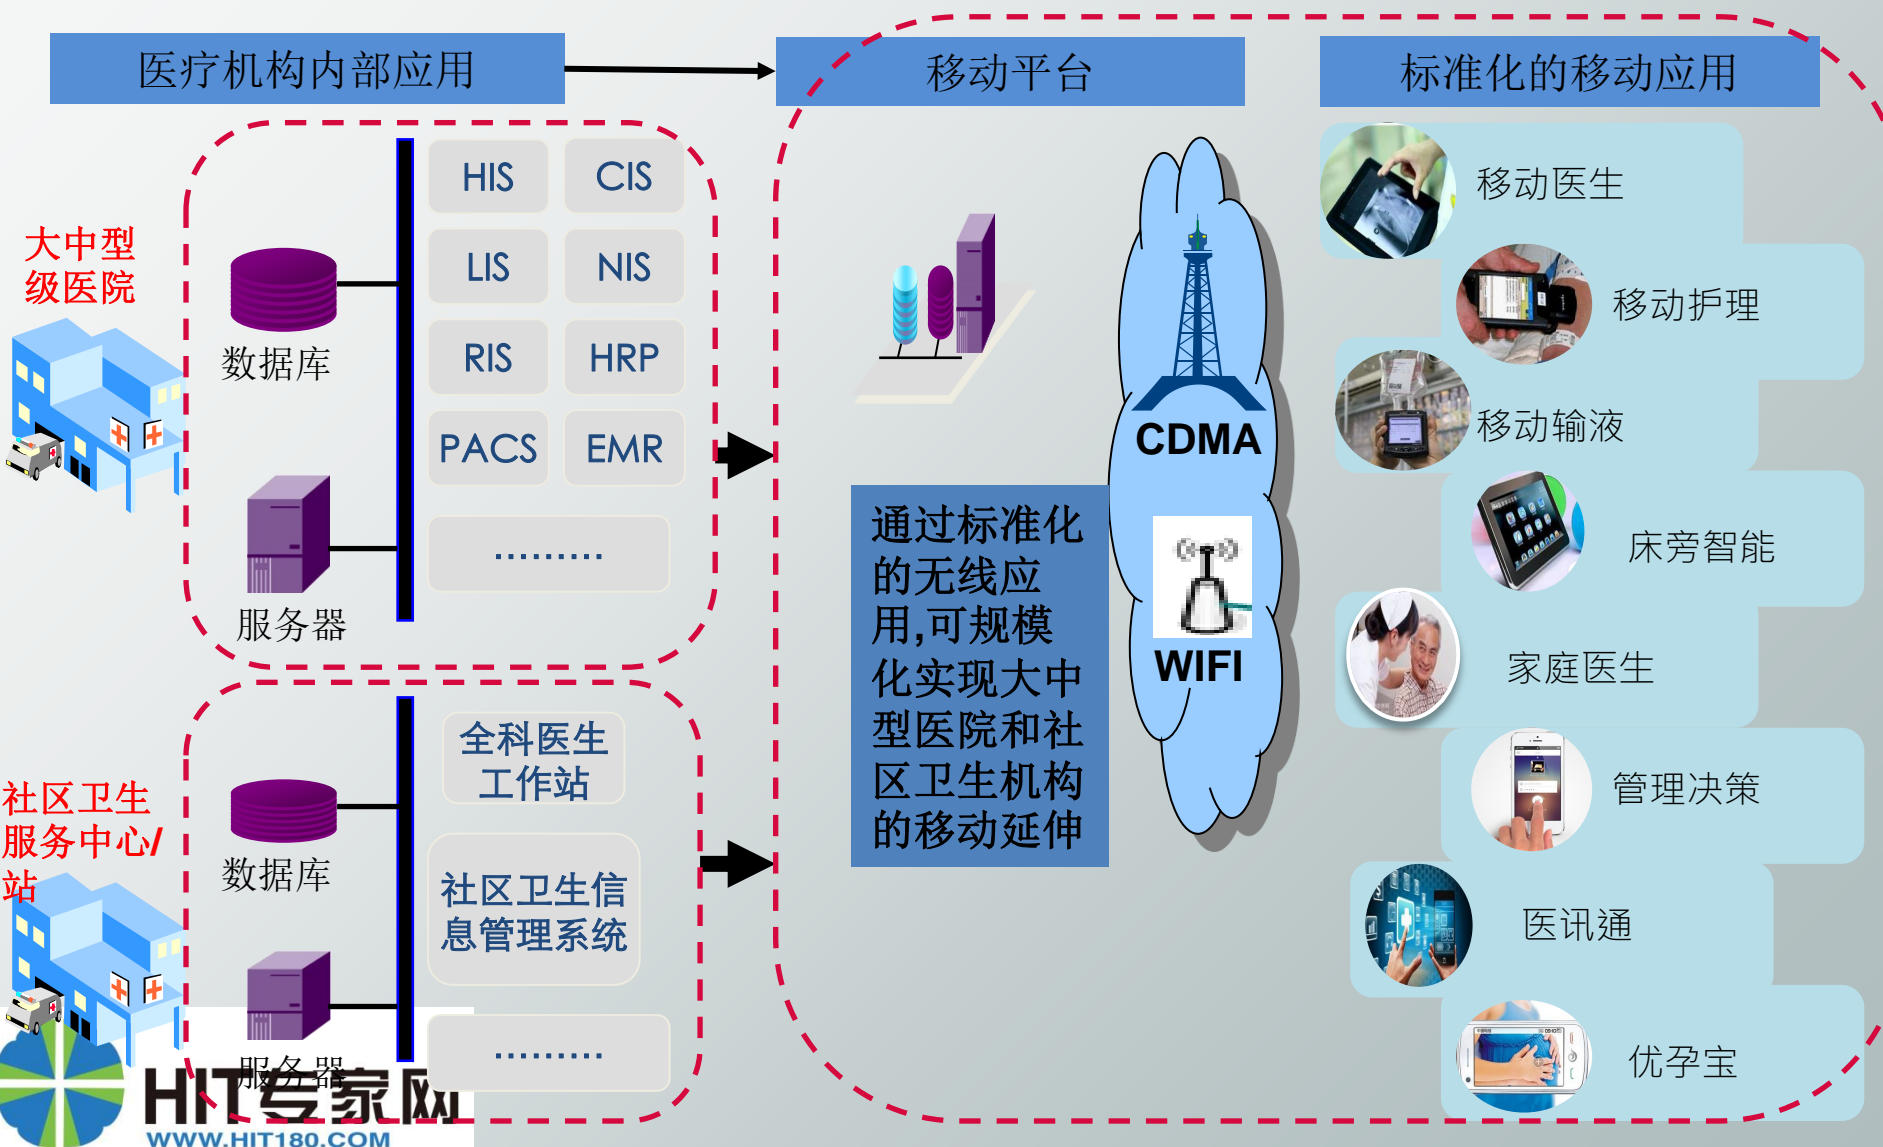 医疗机构内部应用
移动平台
标准化的移动应用
大中型
级医院
数据库
服务器
HIS
CIS
LIS
NIS
RIS
HRP
PACS
EMR
………
社区卫生
服务中心/
站
数据库
服务器
全科医生
工作站
社区卫生信
息管理系统
………
通过标准化
的无线应
用,可规模
化实现大中
型医院和社
区卫生机构
的移动延伸
CDMA
WIFI
移动医生
移动护理
移动输液
床旁智能
家庭医生
管理决策
医讯通
优孕宝
HIT专家网
WWW.HIT180.COM